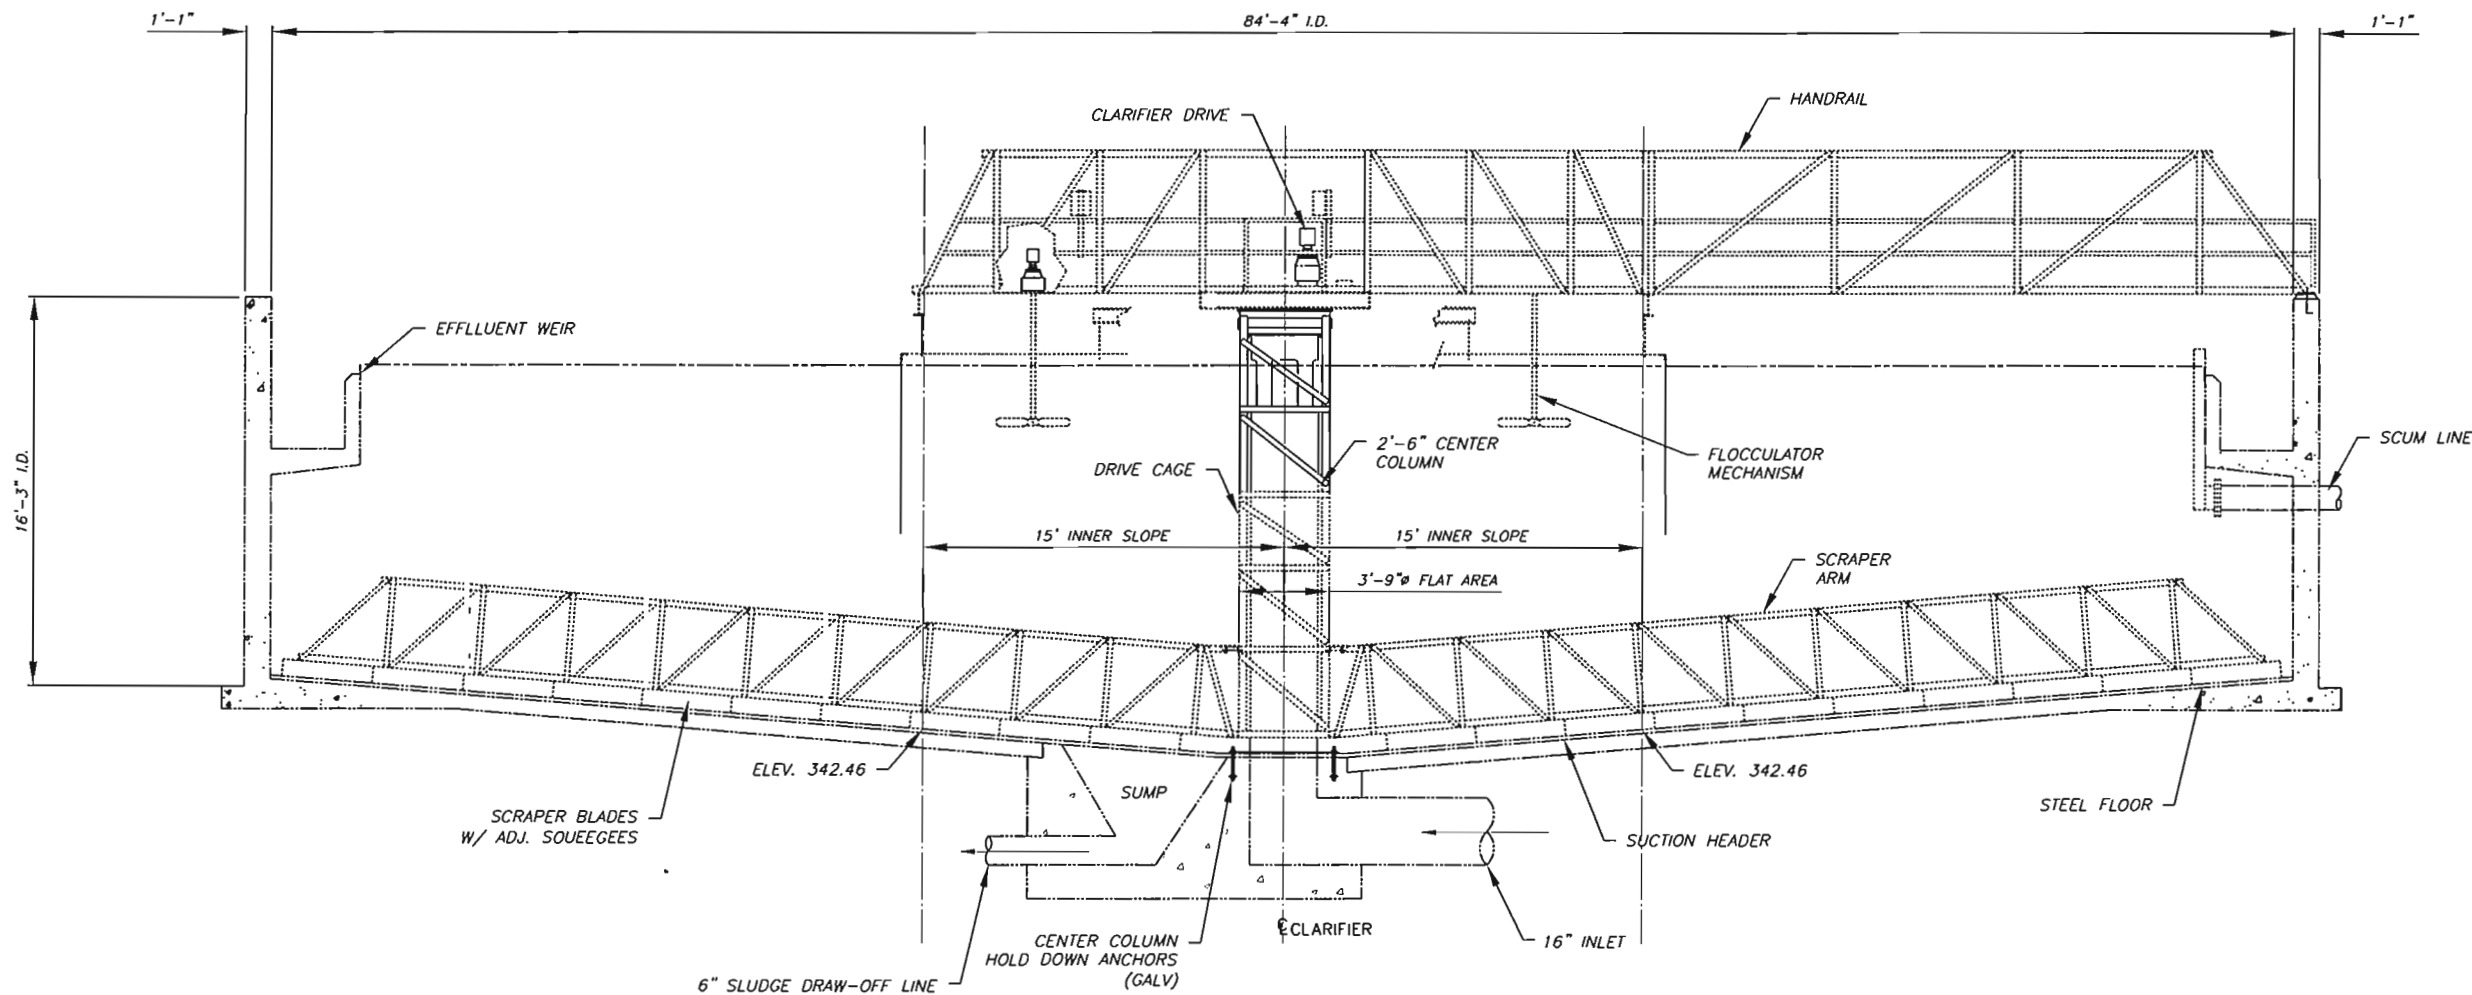 1'-1"
84'-4" I.D.
1'-1"
CLARIFIER DRIVE
HANDRAIL
EFFLLUENT WEIR
16'-3" I.D.
2'-6" CENTER
COLUMN
DRIVE CAGE
FLOCCULATOR
MECHANISM
SCUM LINE
15' INNER SLOPE
15' INNER SLOPE
3'-9"ø FLAT AREA
SCRAPER
ARM
ELEV. 342.46
ELEV. 342.46
SUMP
SCRAPER BLADES
W/ ADJ. SOUEEGEES
STEEL FLOOR
SUCTION HEADER
℄ CLARIFIER
CENTER COLUMN
HOLD DOWN ANCHORS
(GALV)
16" INLET
6" SLUDGE DRAW-OFF LINE